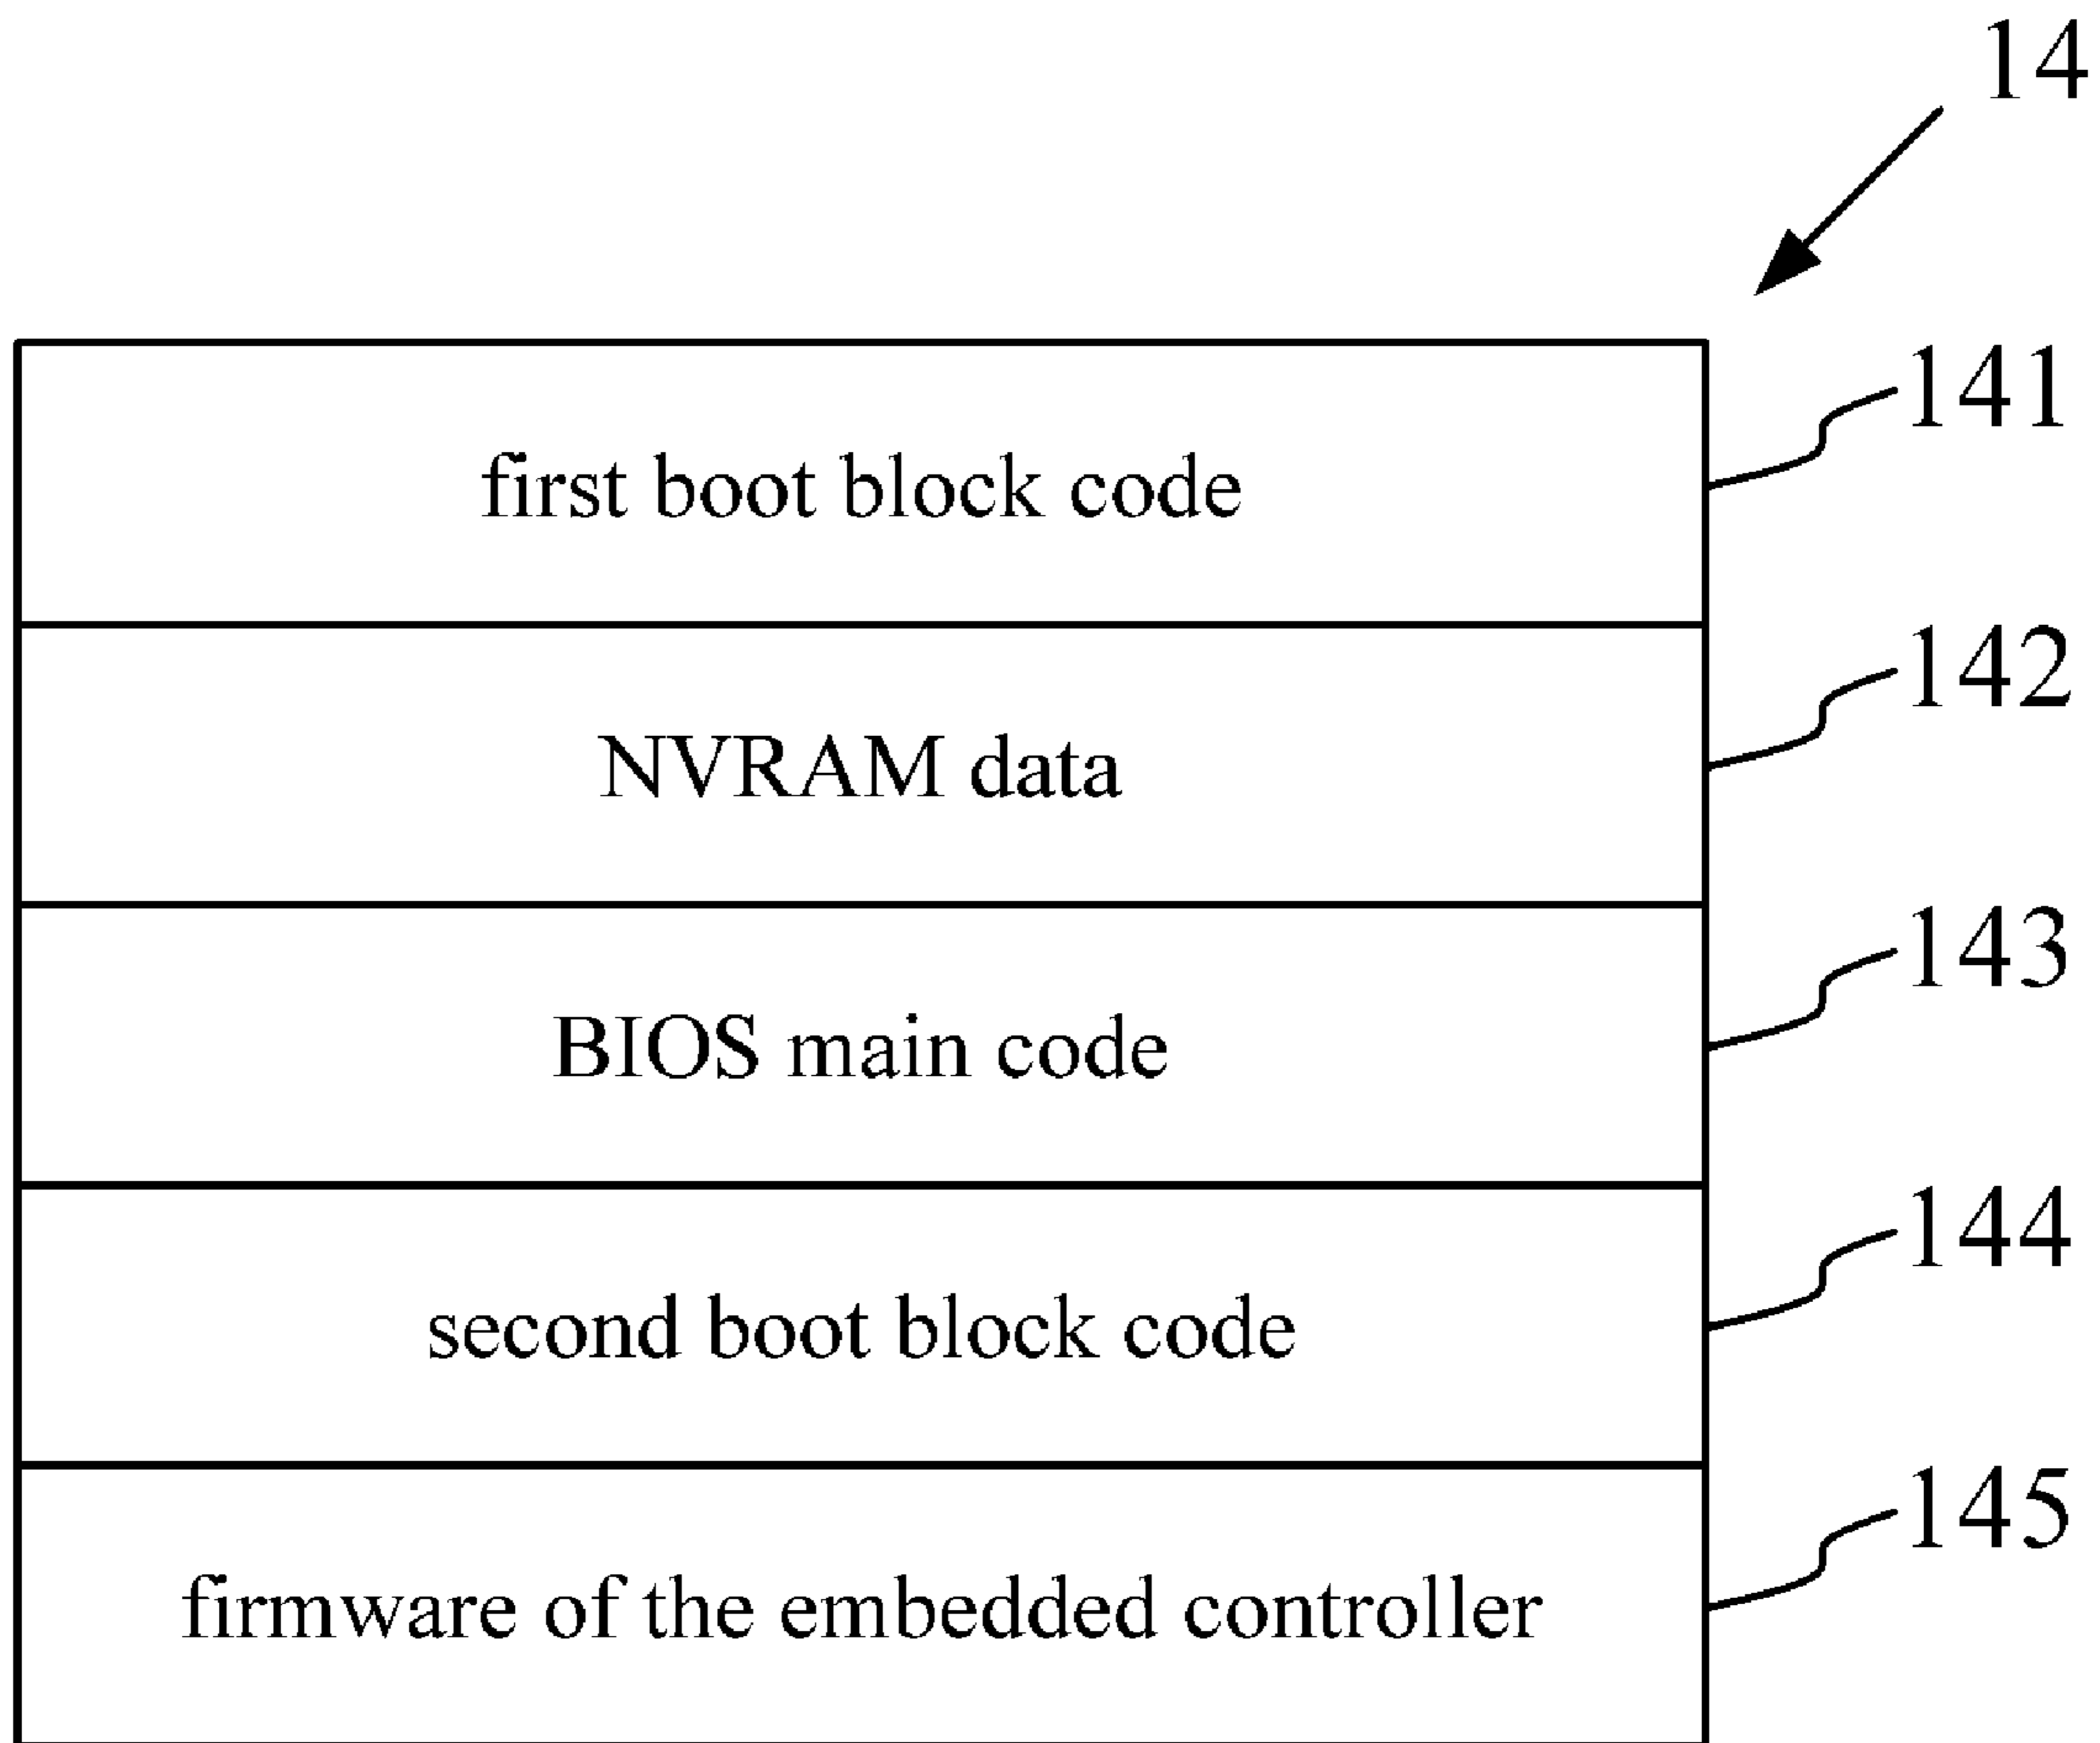 14
first boot block code 141
NVRAM data 142
BIOS main code 143
second boot block code 144
firmware of the embedded controller 145